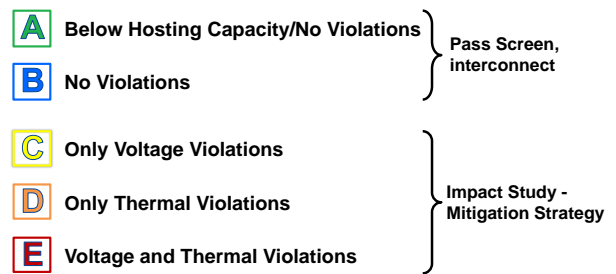 A Below Hosting Capacity/No Violations
B No Violations
Pass Screen,
interconnect
C Only Voltage Violations
D Only Thermal Violations
E Voltage and Thermal Violations
Impact Study -
Mitigation Strategy